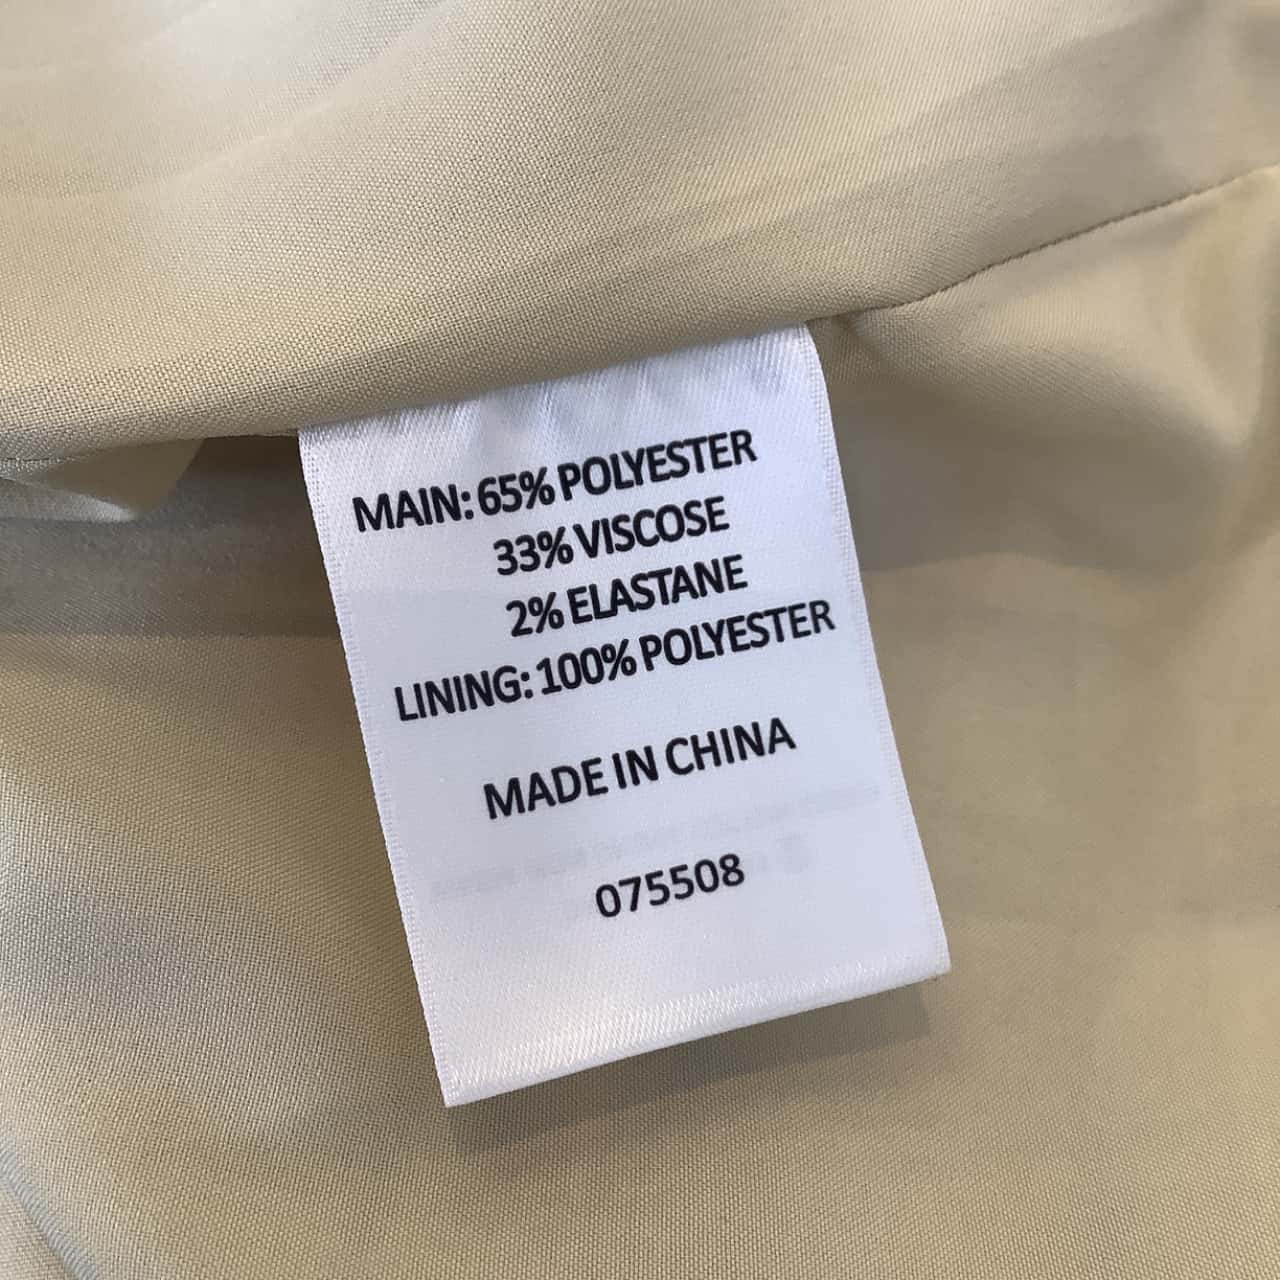 MAIN: 65% POLYESTER
33% VISCOSE
2% ELASTANE
LINING: 100% POLYESTER
MADE IN CHINA
075508